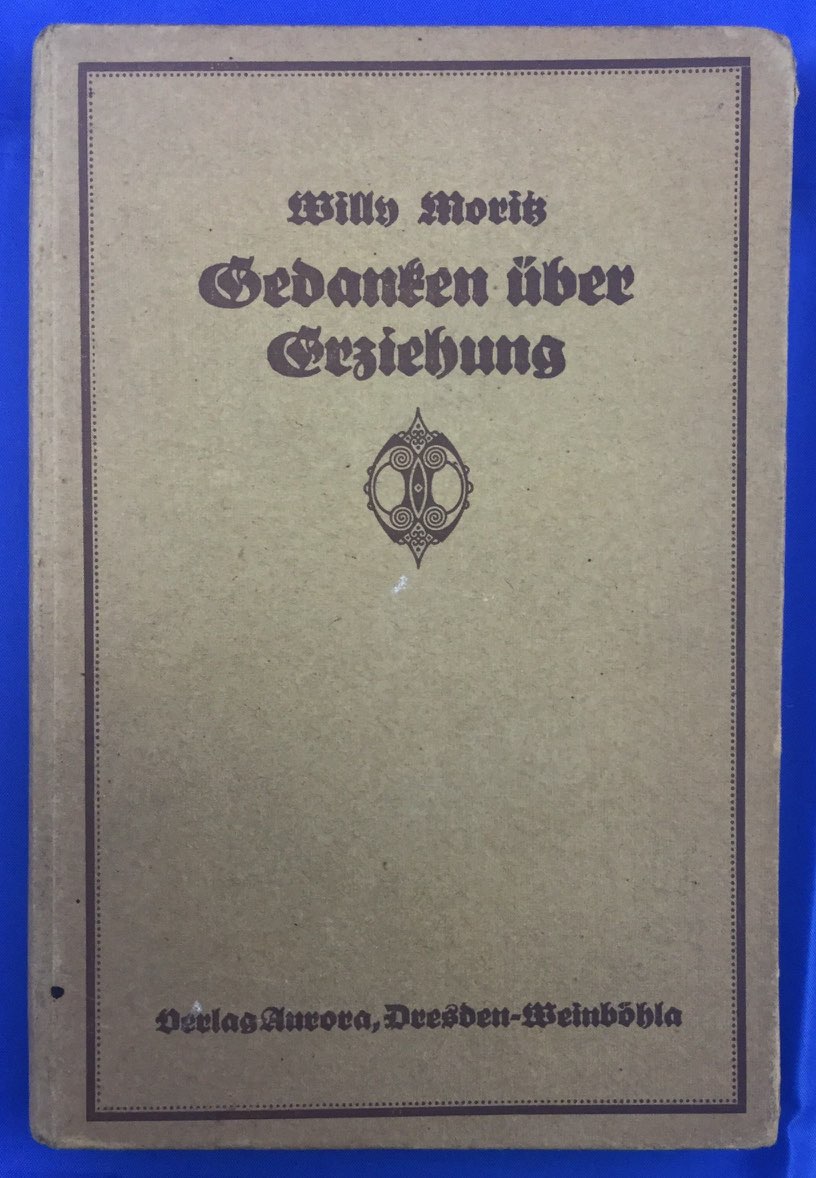 Willy Moritz
Gedanken über
Erziehung
Verlag Aurora, Dresden-Weinböhla